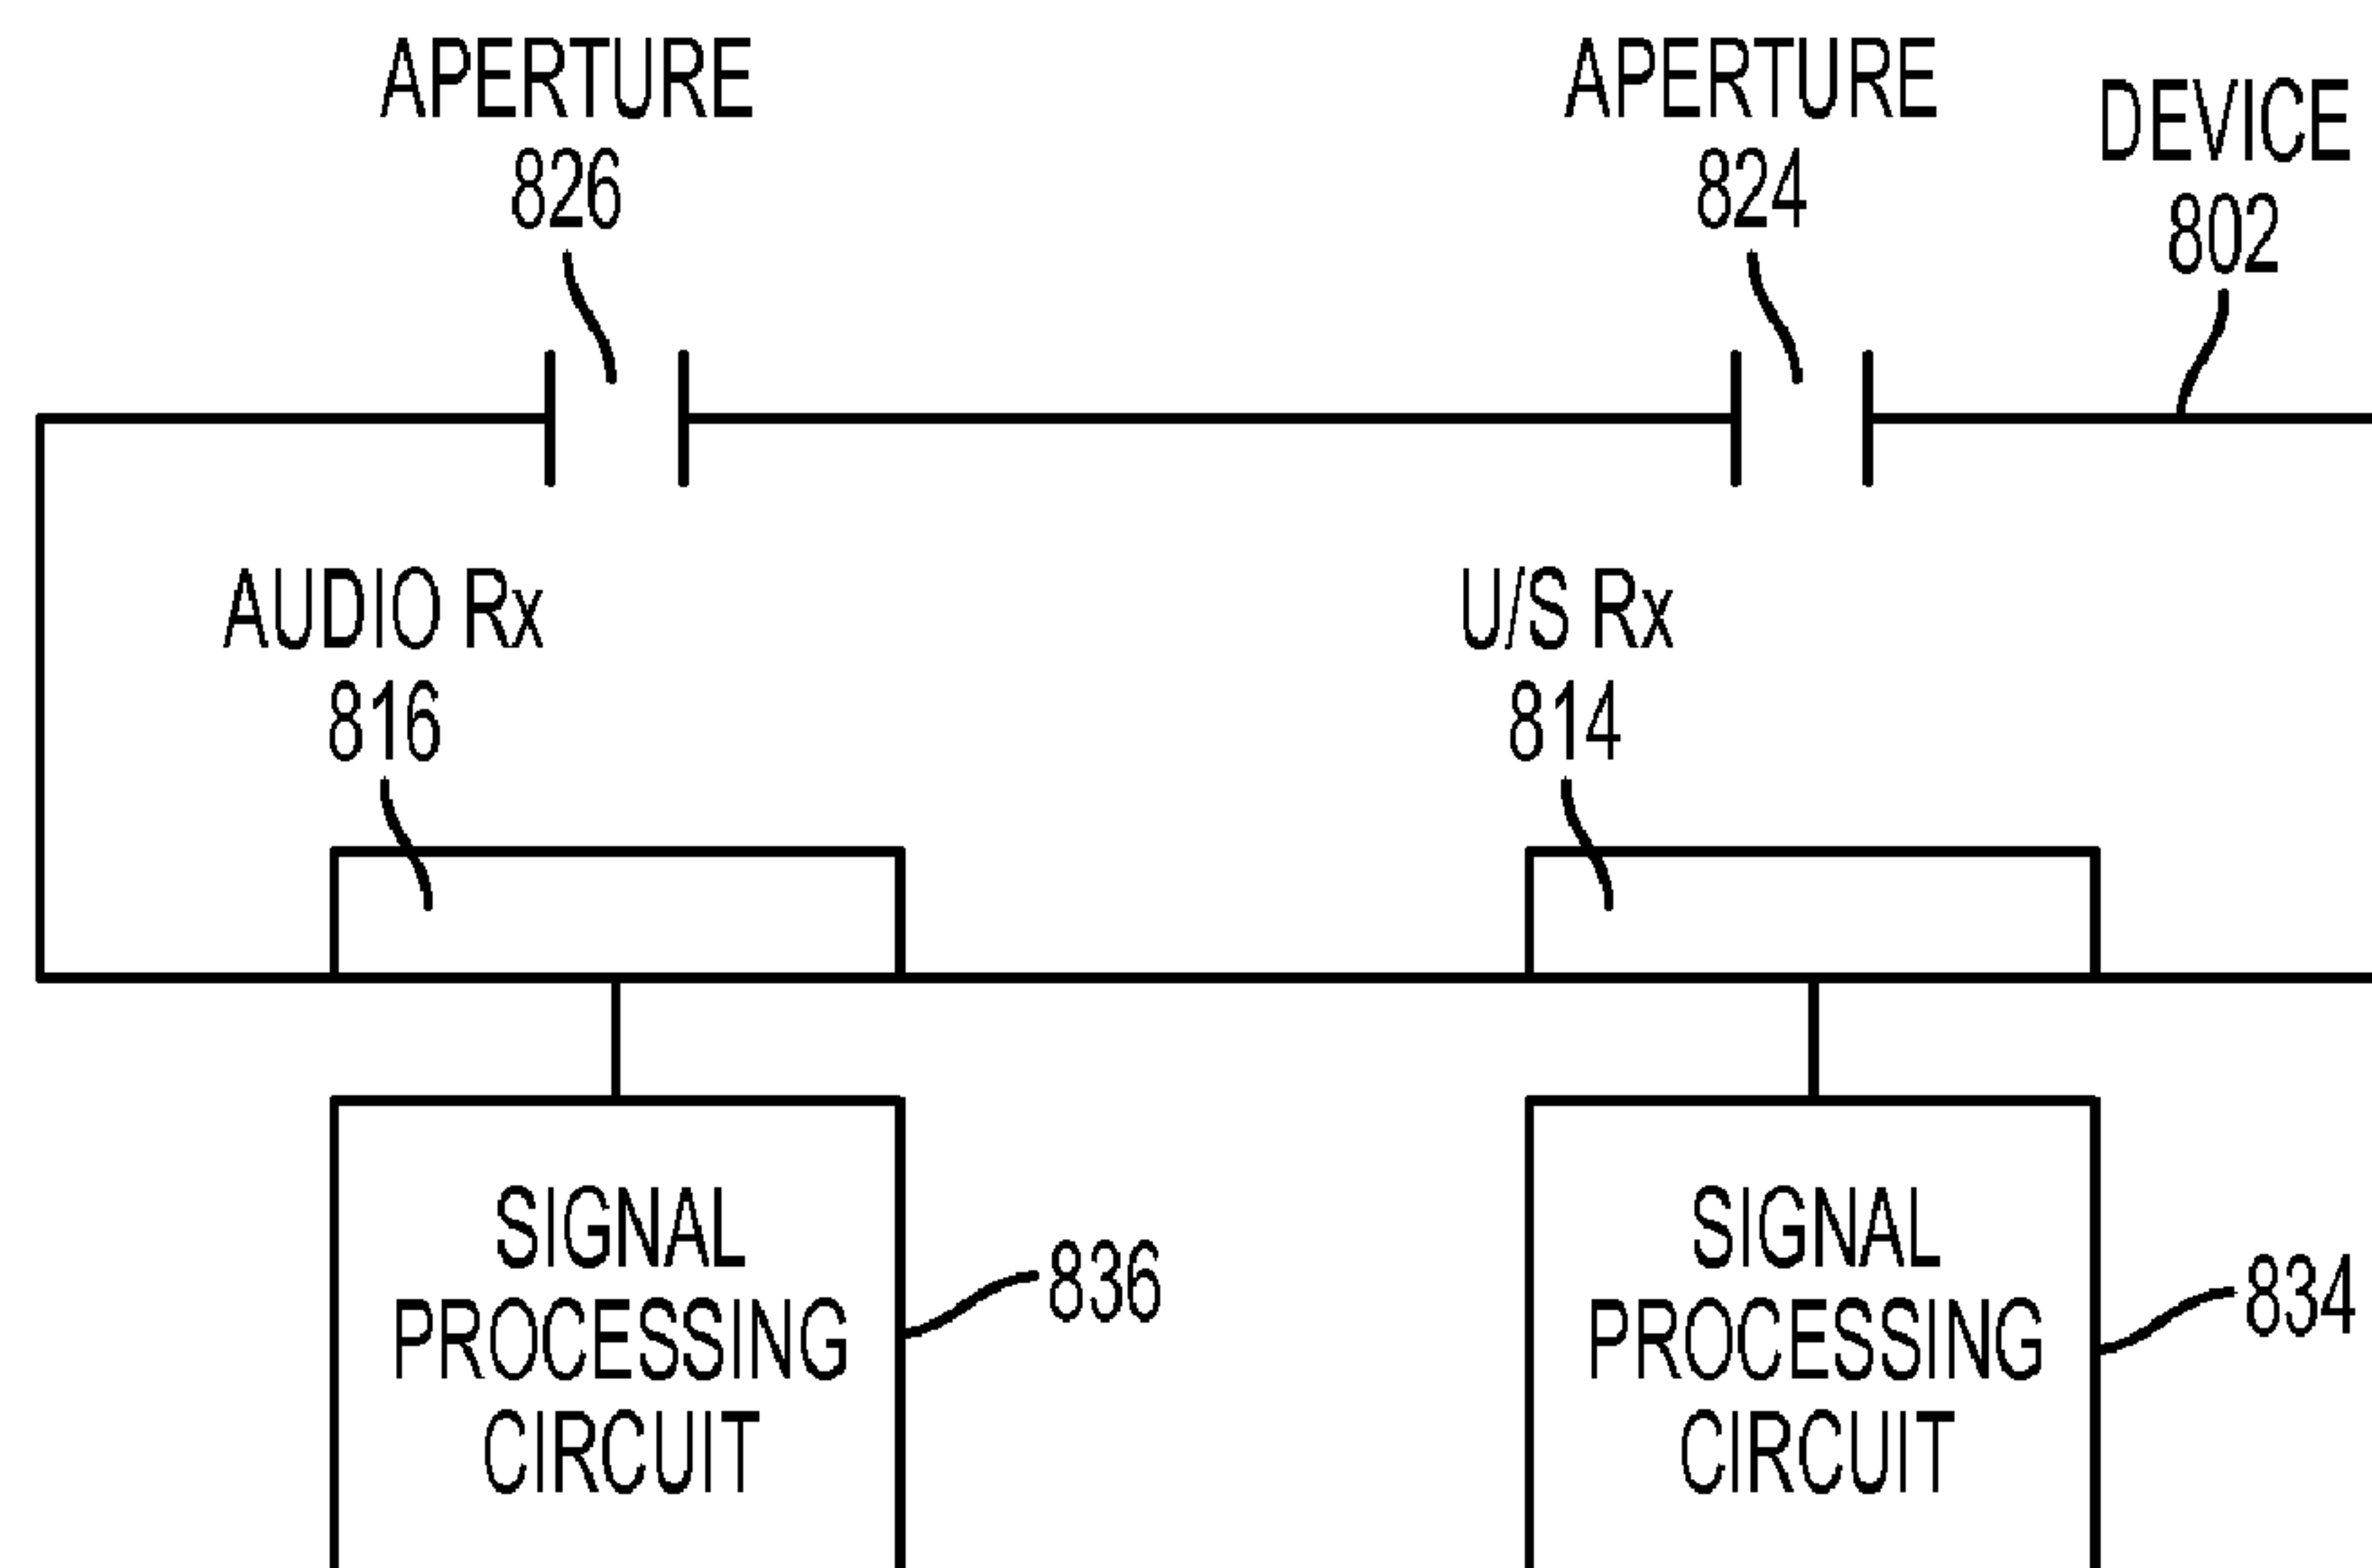 APERTURE
826
APERTURE
824
DEVICE
802
AUDIO Rx
816
U/S Rx
814
SIGNAL
PROCESSING
CIRCUIT
836
SIGNAL
PROCESSING
CIRCUIT
834